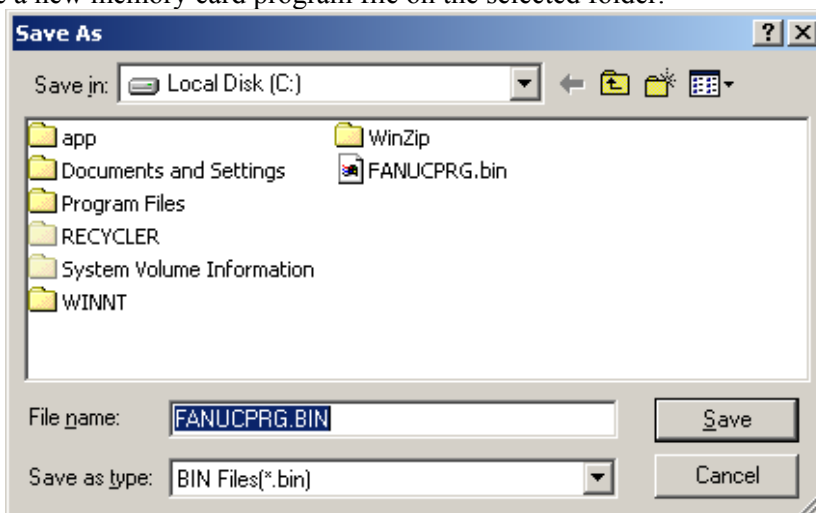 e a new memory card program file on the selected folder.
Save As
Save in: Local Disk (C:)
app
Documents and Settings
Program Files
RECYCLER
System Volume Information
WINNT
WinZip
FANUCPRG.bin
File name: FANUCPRG.BIN
Save
Save as type: BIN Files(*.bin)
Cancel